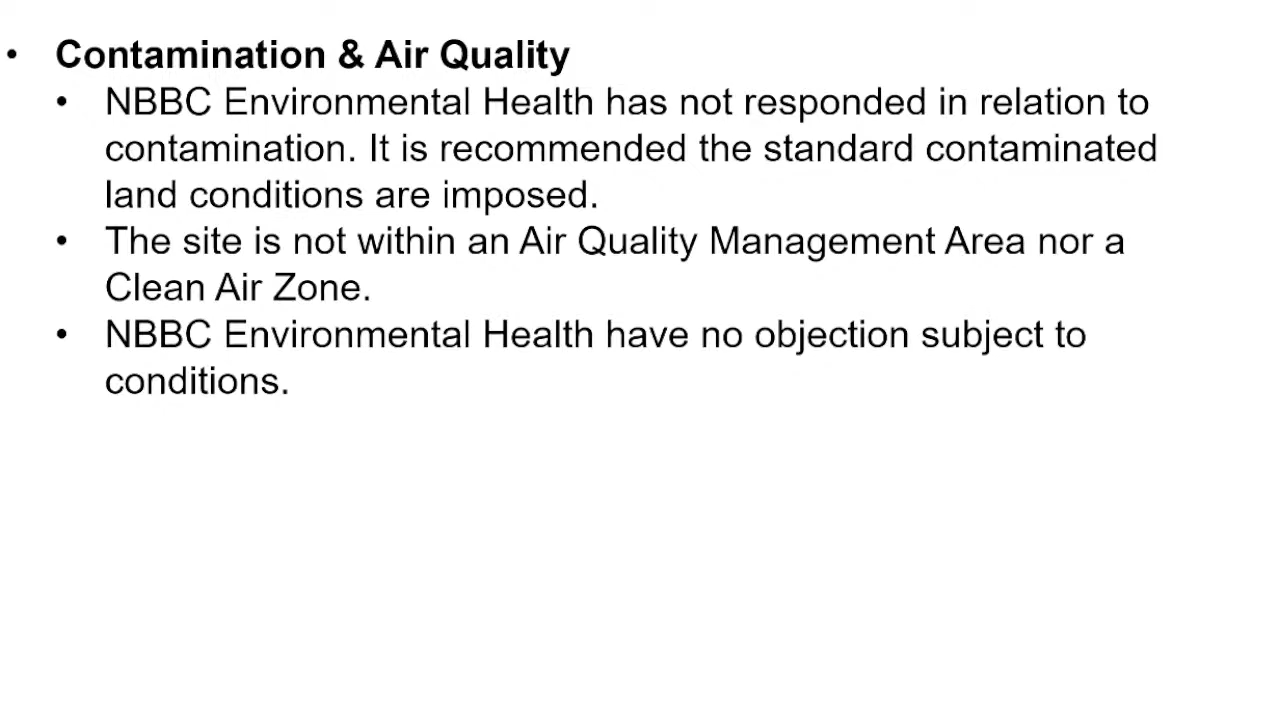 • Contamination & Air Quality
• NBBC Environmental Health has not responded in relation to
contamination. It is recommended the standard contaminated
land conditions are imposed.
• The site is not within an Air Quality Management Area nor a
Clean Air Zone.
• NBBC Environmental Health have no objection subject to
conditions.